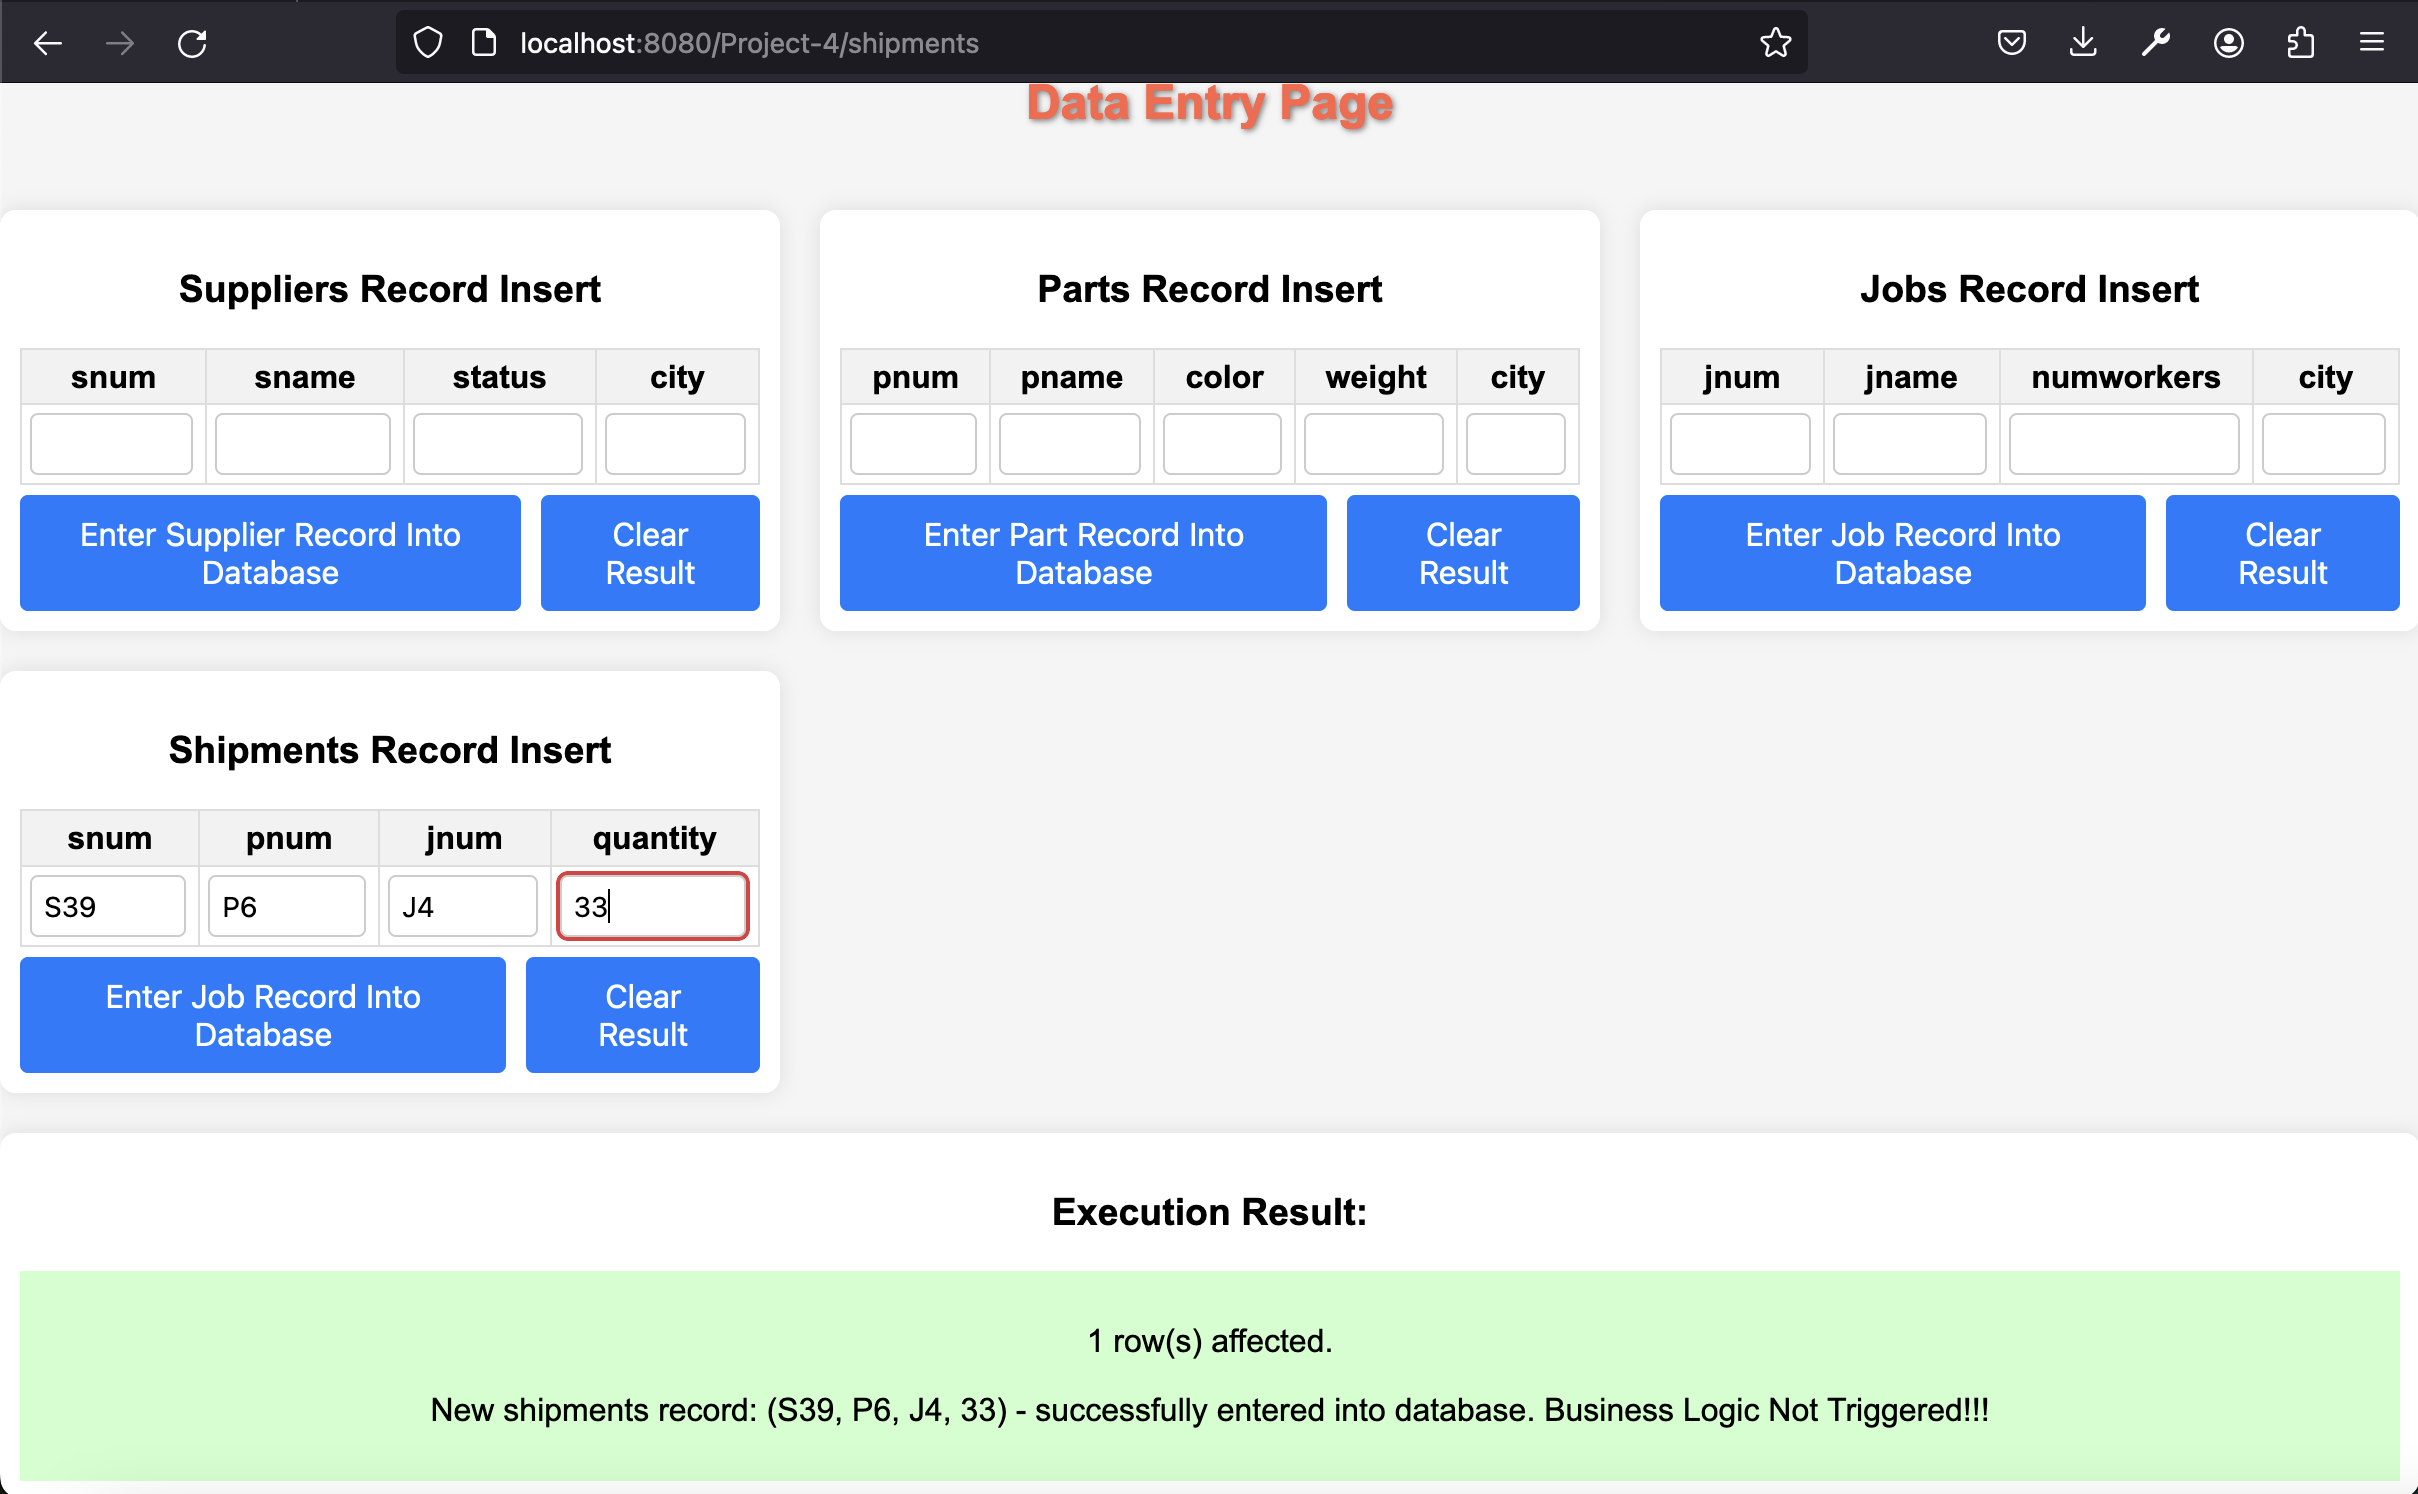 localhost:8080/Project-4/shipments
Data Entry Page
Suppliers Record Insert
snum sname status city
Enter Supplier Record Into
Database
Clear
Result
Parts Record Insert
pnum pname color weight city
Enter Part Record Into
Database
Clear
Result
Jobs Record Insert
jnum jname numworkers city
Enter Job Record Into
Database
Clear
Result
Shipments Record Insert
snum pnum jnum quantity
S39 P6 J4 33
Enter Job Record Into
Database
Clear
Result
Execution Result:
1 row(s) affected.
New shipments record: (S39, P6, J4, 33) - successfully entered into database. Business Logic Not Triggered!!!